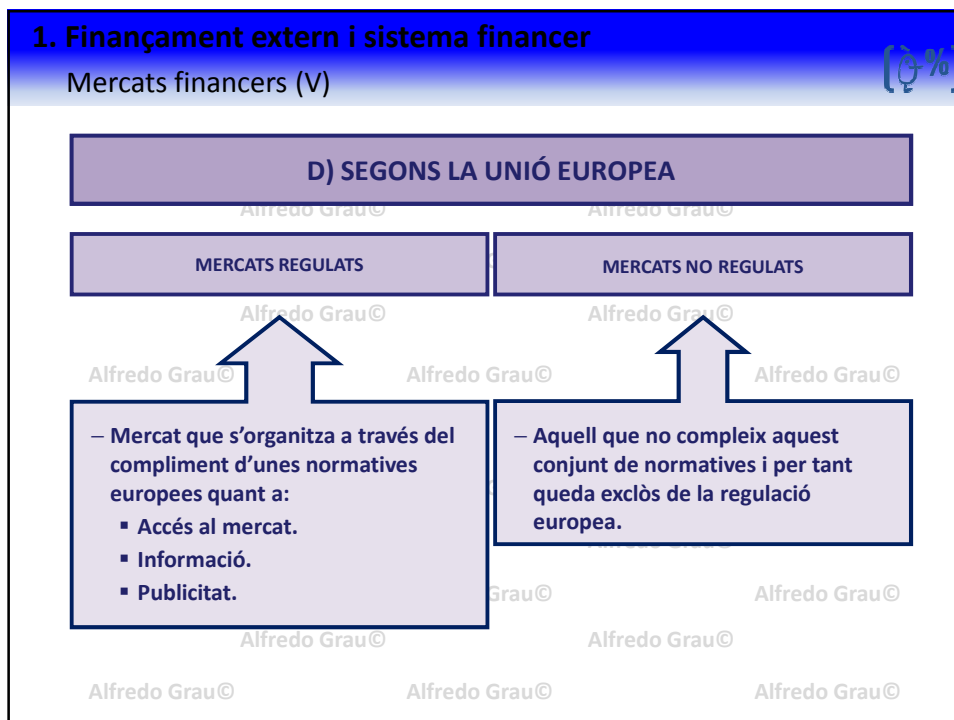 1. Finançament extern i sistema financer
Mercats financers (V)
D) SEGONS LA UNIÓ EUROPEA
Alfredo Grau© Alfredo Grau©
MERCATS REGULATS
MERCATS NO REGULATS
Alfredo Grau© Alfredo Grau©
Alfredo Grau© Alfredo Grau© Alfredo Grau©
– Mercat que s’organitza a través del
compliment d’unes normatives
europees quant a:
▪ Accés al mercat.
▪ Informació.
▪ Publicitat.
– Aquell que no compleix aquest
conjunt de normatives i per tant
queda exclòs de la regulació
europea.
Grau© Alfredo Grau©
Alfredo Grau© Alfredo Grau©
Alfredo Grau© Alfredo Grau© Alfredo Grau©